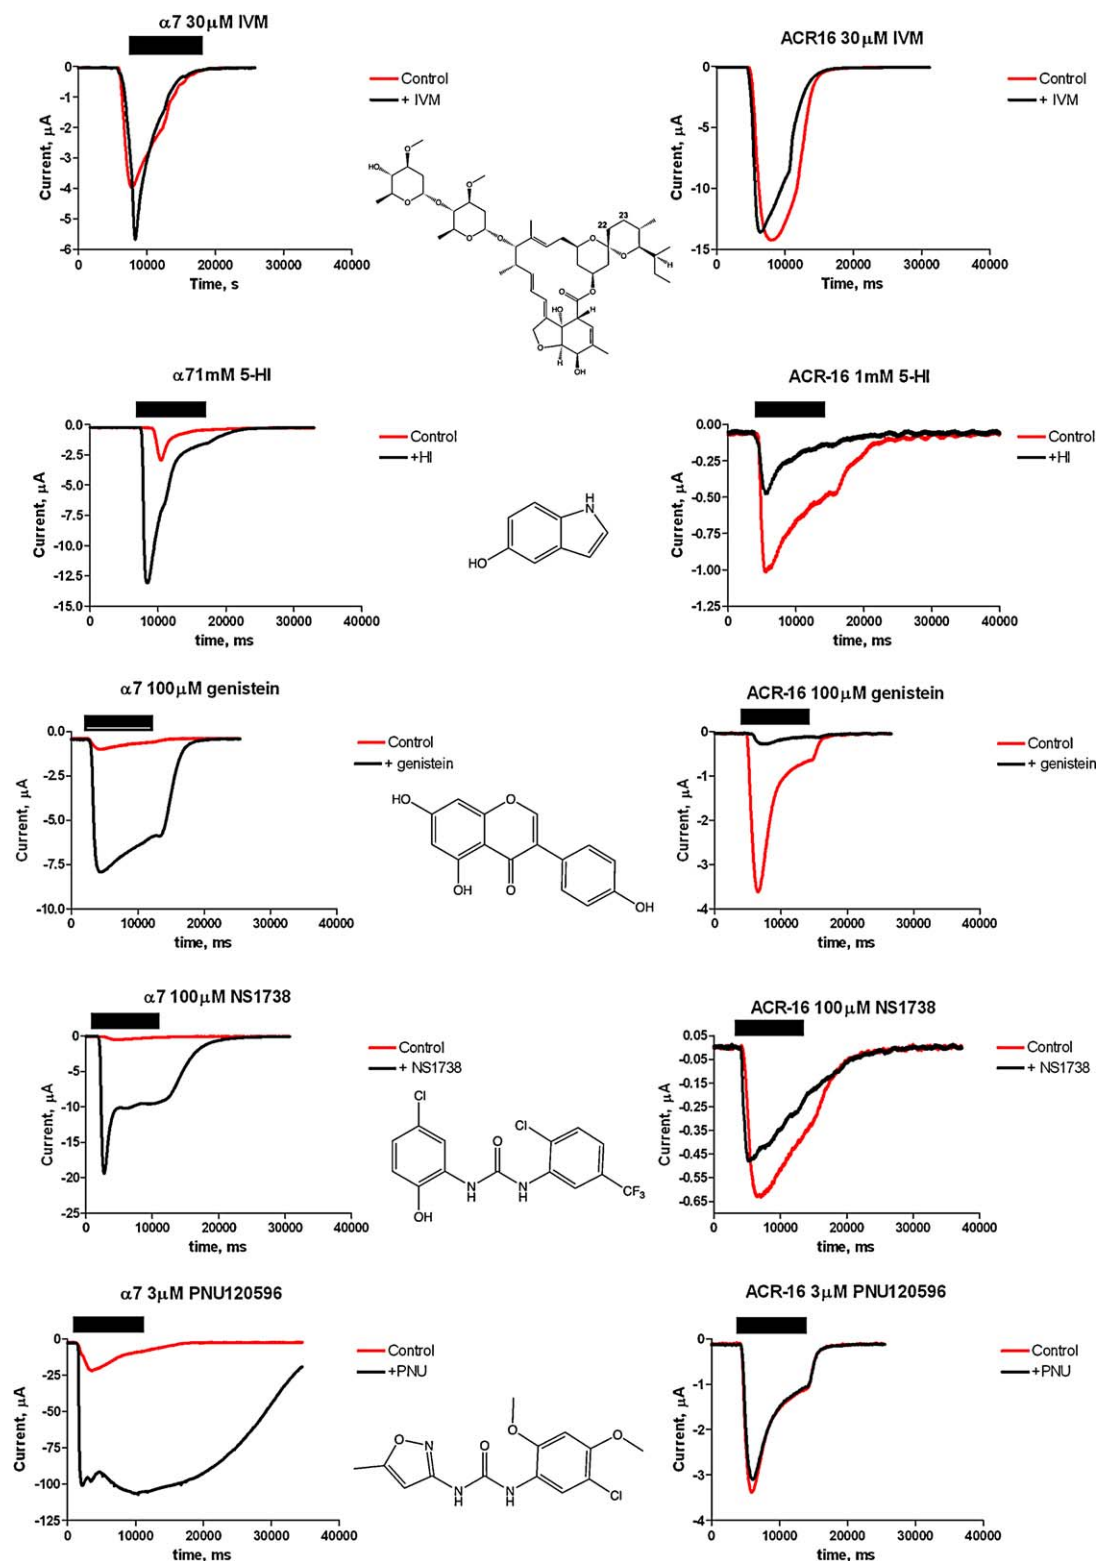 α7 30μM IVM
0
-1
-2
-3
-4
-5
-6
Current, μA
0 10000 20000 30000 40000
Time, s
Control
+ IVM
ACR16 30μM IVM
0
-5
-10
-15
Current, μA
0 10000 20000 30000 40000
Time, ms
Control
+ IVM
HO
O
O
O
O
O
O
O
22
23
O
O
H
O
O
HO
H
O
H
OH
α71mM 5-HI
0.0
-2.5
-5.0
-7.5
-10.0
-12.5
-15.0
Current, μA
0 10000 20000 30000 40000
time, ms
Control
+HI
H
N
HO
ACR-16 1mM 5-HI
0.00
-0.25
-0.50
-0.75
-1.00
-1.25
Current, μA
0 10000 20000 30000 40000
time, ms
Control
+HI
α7 100μM genistein
0.0
-2.5
-5.0
-7.5
-10.0
Current, μA
0 10000 20000 30000 40000
time, ms
Control
+ genistein
HO
O
OH
O
OH
ACR-16 100μM genistein
0
-1
-2
-3
-4
Current, μA
0 10000 20000 30000 40000
time, ms
Control
+ genistein
α7 100μM NS1738
0
-5
-10
-15
-20
-25
Current, μA
0 10000 20000 30000 40000
time, ms
Control
+ NS1738
Cl
O
Cl
N
H
N
H
CF3
OH
ACR-16 100μM NS1738
0.05
-0.05
-0.15
-0.25
-0.35
-0.45
-0.55
-0.65
Current, μA
0 10000 20000 30000 40000
time, ms
Control
+ NS1738
α7 3μM PNU120596
0
-25
-50
-75
-100
-125
Current, μA
0 10000 20000 30000 40000
time, ms
Control
+PNU
O
N
O
O
O
N
H
N
H
Cl
ACR-16 3μM PNU120596
0
-1
-2
-3
-4
Current, μA
0 10000 20000 30000 40000
time, ms
Control
+PNU